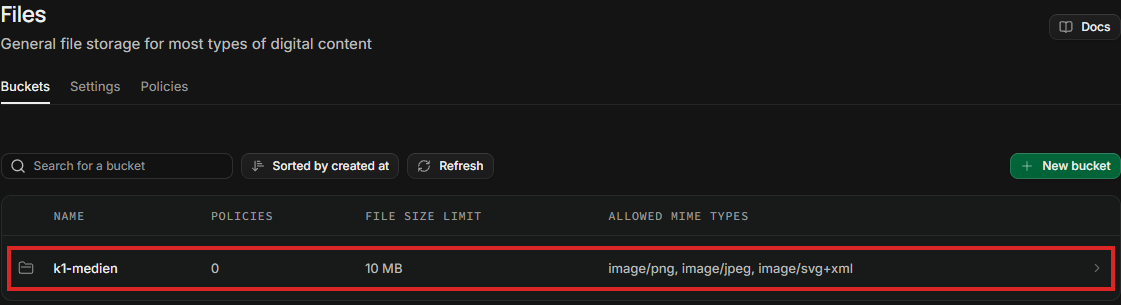 Files
Docs
General file storage for most types of digital content
Buckets Settings Policies
Search for a bucket Sorted by created at Refresh New bucket
NAME POLICIES FILE SIZE LIMIT ALLOWED MIME TYPES
k1-medien 0 10 MB image/png, image/jpeg, image/svg+xml